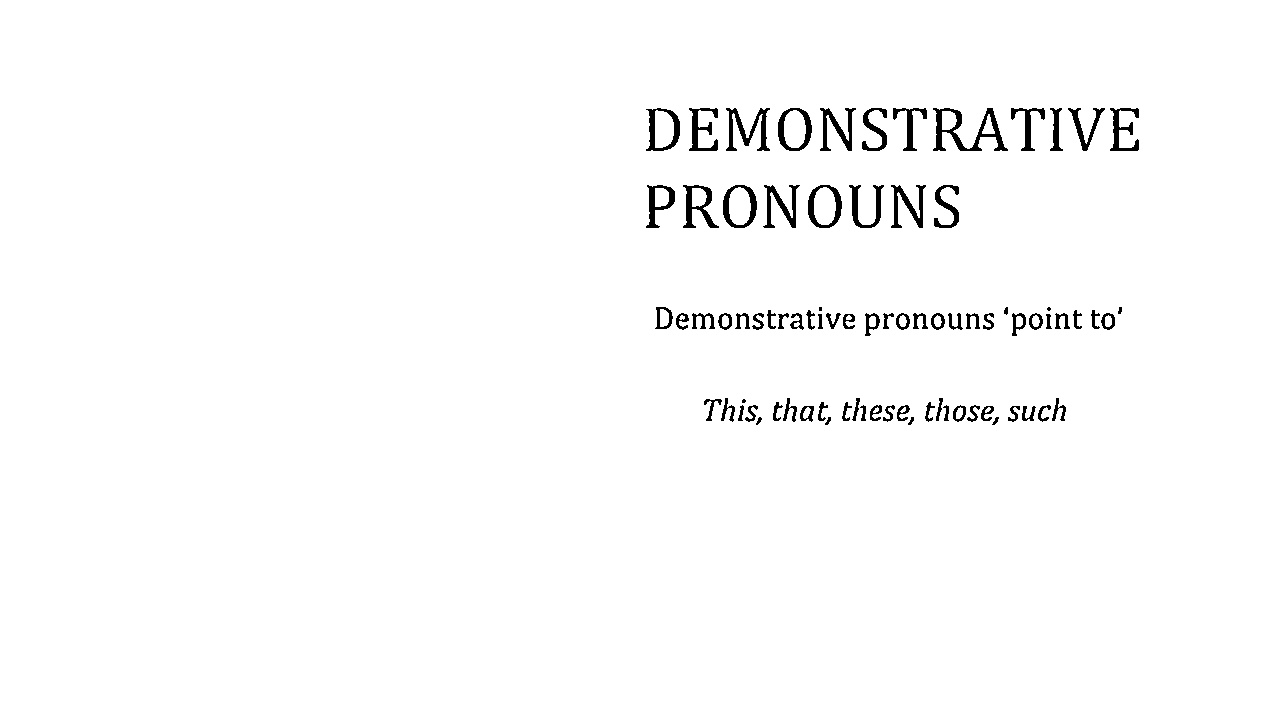 DEMONSTRATIVE
PRONOUNS
Demonstrative pronouns ‘point to’
This, that, these, those, such